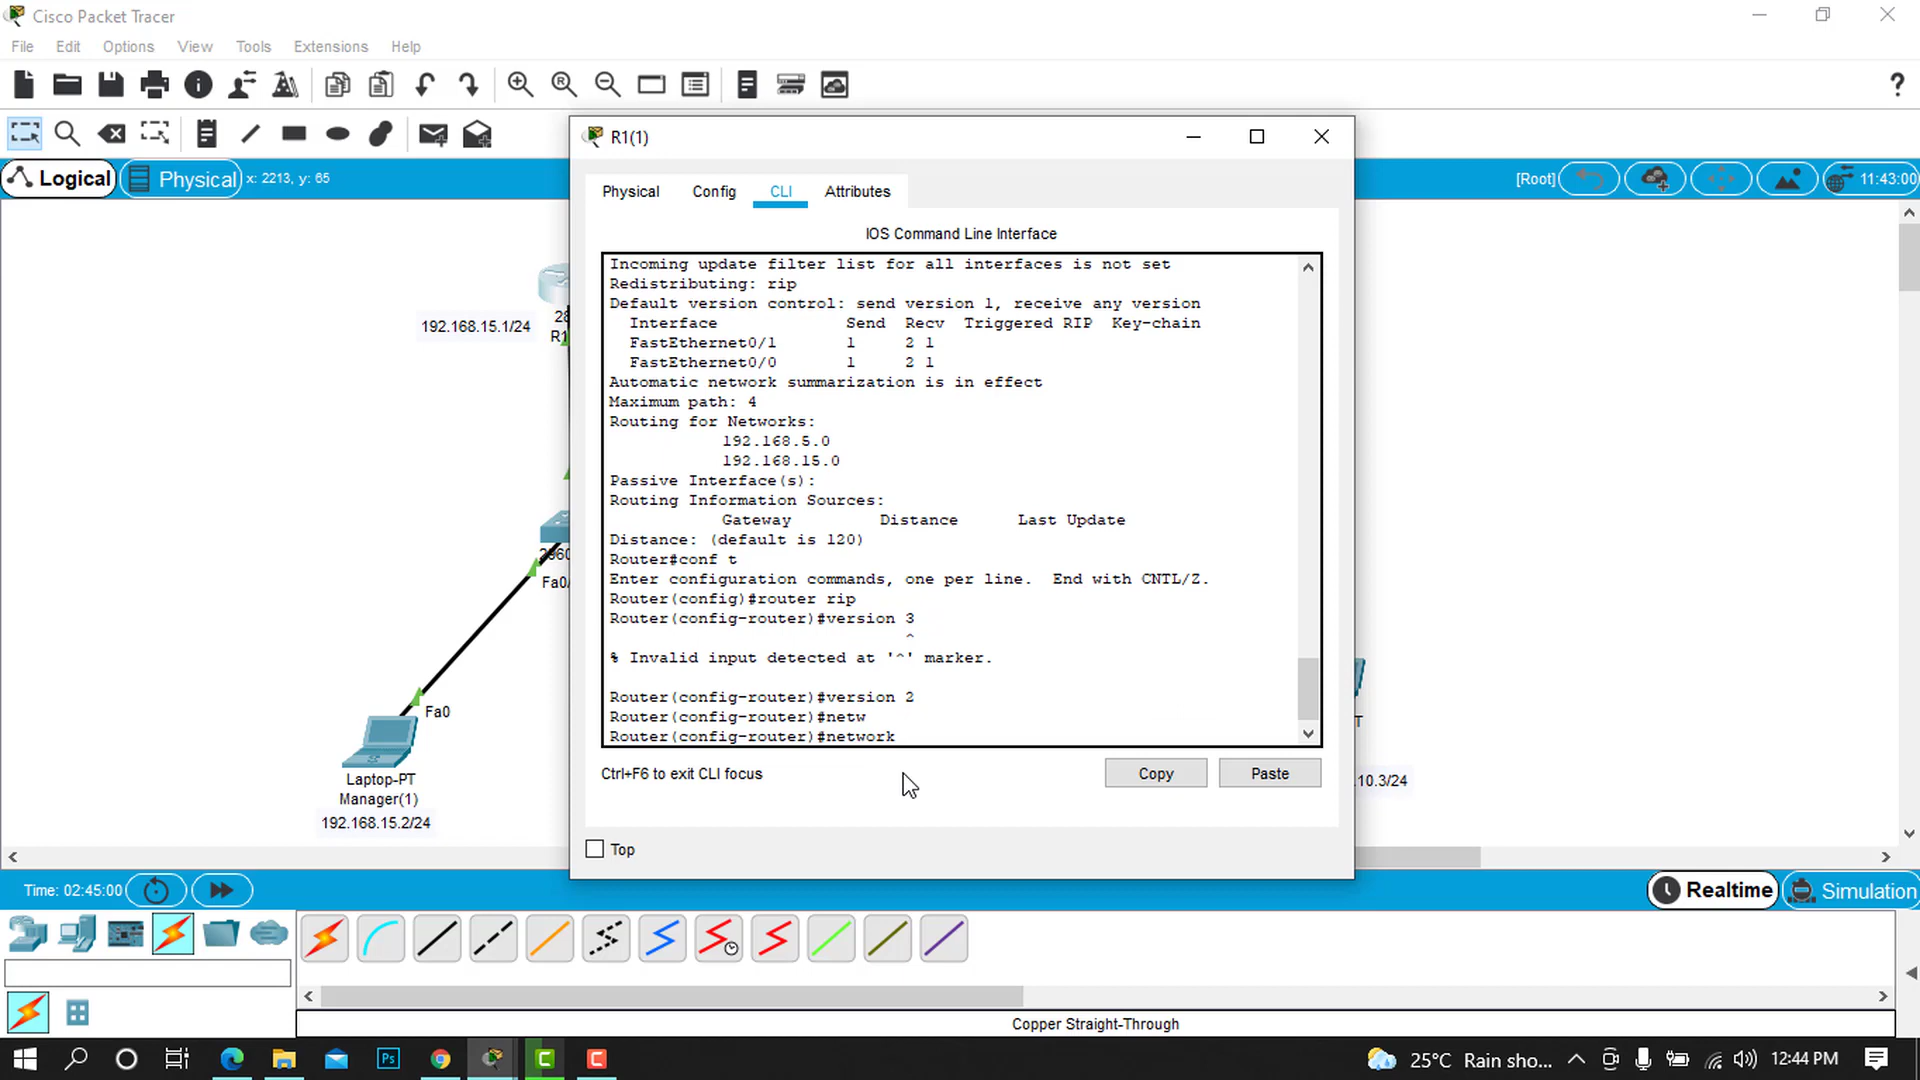 Cisco Packet Tracer
File Edit Options View Tools Extensions Help
?
R1(1)
Logical Physical x: 2213, y: 65
[Root] 11:43:00
Physical Config CLI Attributes
IOS Command Line Interface
Incoming update filter list for all interfaces is not set
Redistributing: rip
Default version control: send version 1, receive any version
Interface Send Recv Triggered RIP Key-chain
FastEthernet0/1 1 2 1
FastEthernet0/0 1 2 1
Automatic network summarization is in effect
Maximum path: 4
Routing for Networks:
192.168.5.0
192.168.15.0
Passive Interface(s):
Routing Information Sources:
Gateway Distance Last Update
Distance: (default is 120)
Router#conf t
Enter configuration commands, one per line. End with CNTL/Z.
Router(config)#router rip
Router(config-router)#version 3
^
% Invalid input detected at '^' marker.
Router(config-router)#version 2
Router(config-router)#netw
Router(config-router)#network
Ctrl+F6 to exit CLI focus
Copy Paste
Top
192.168.15.1/24
28
R1
2960
Fa0/
Fa0
Laptop-PT
Manager(1)
192.168.15.2/24
T
.10.3/24
Time: 02:45:00
Realtime Simulation
Copper Straight-Through
Ps
C
C
25°C Rain sho...
12:44 PM